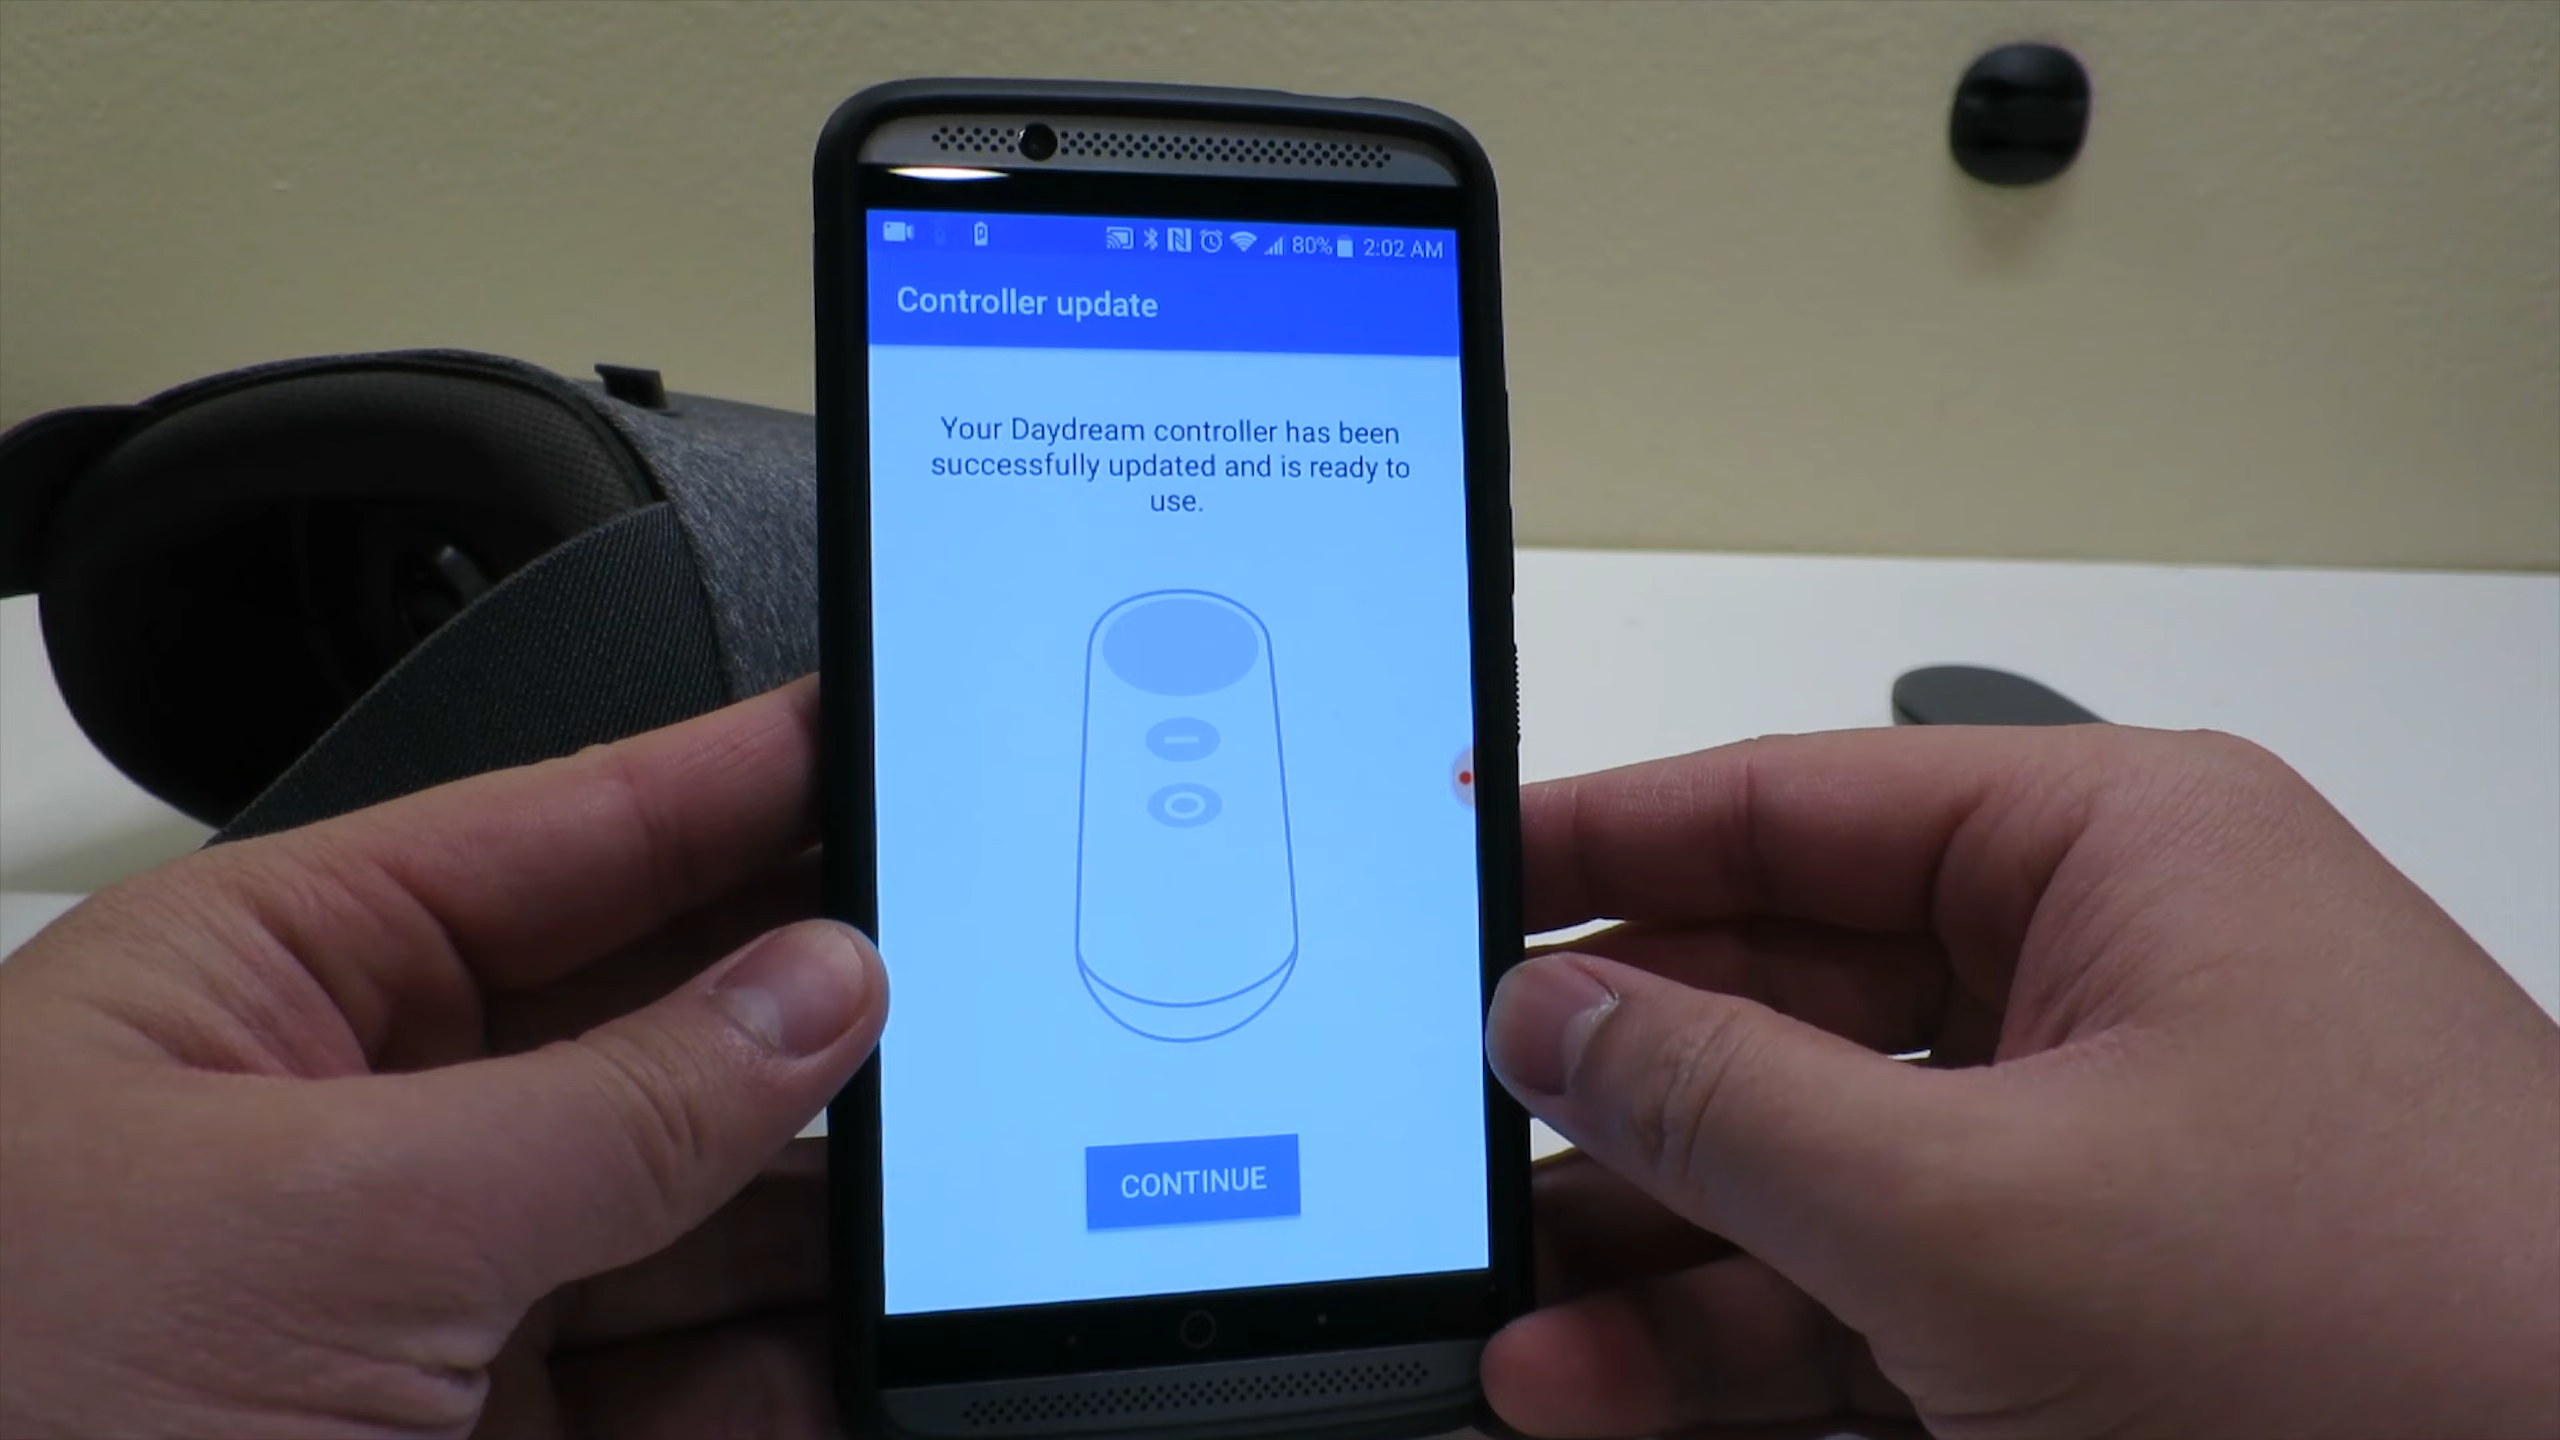 80% 2:02 AM
Controller update
Your Daydream controller has been
successfully updated and is ready to
use.
CONTINUE